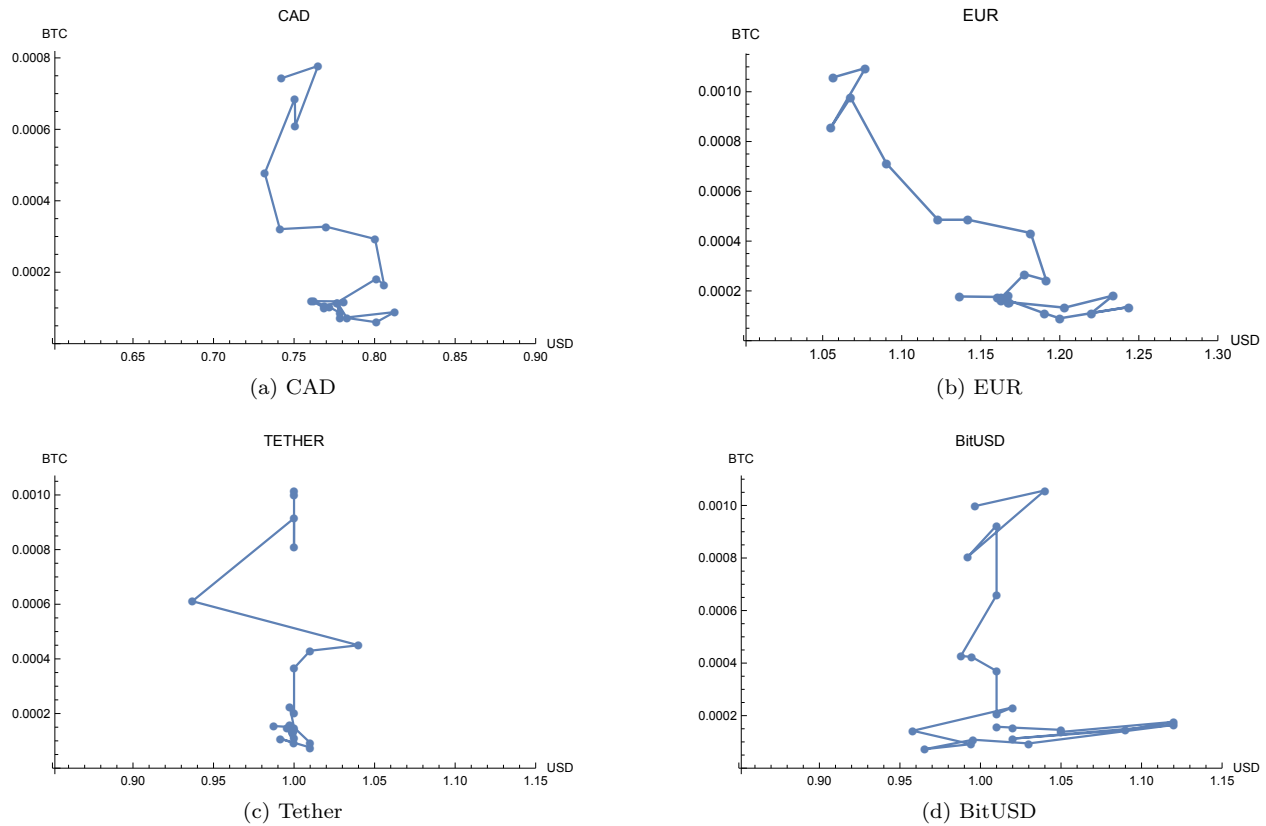 CAD
BTC
0.0008
0.0006
0.0004
0.0002
0.65 0.70 0.75 0.80 0.85 0.90 USD
(a) CAD
EUR
BTC
0.0010
0.0008
0.0006
0.0004
0.0002
1.05 1.10 1.15 1.20 1.25 1.30 USD
(b) EUR
TETHER
BTC
0.0010
0.0008
0.0006
0.0004
0.0002
0.90 0.95 1.00 1.05 1.10 1.15 USD
(c) Tether
BitUSD
BTC
0.0010
0.0008
0.0006
0.0004
0.0002
0.90 0.95 1.00 1.05 1.10 1.15 USD
(d) BitUSD